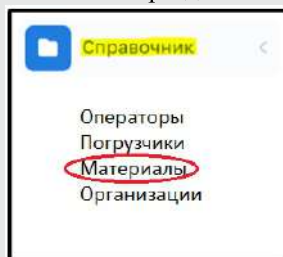 Справочник
Операторы
Погрузчики
Материалы
Организации